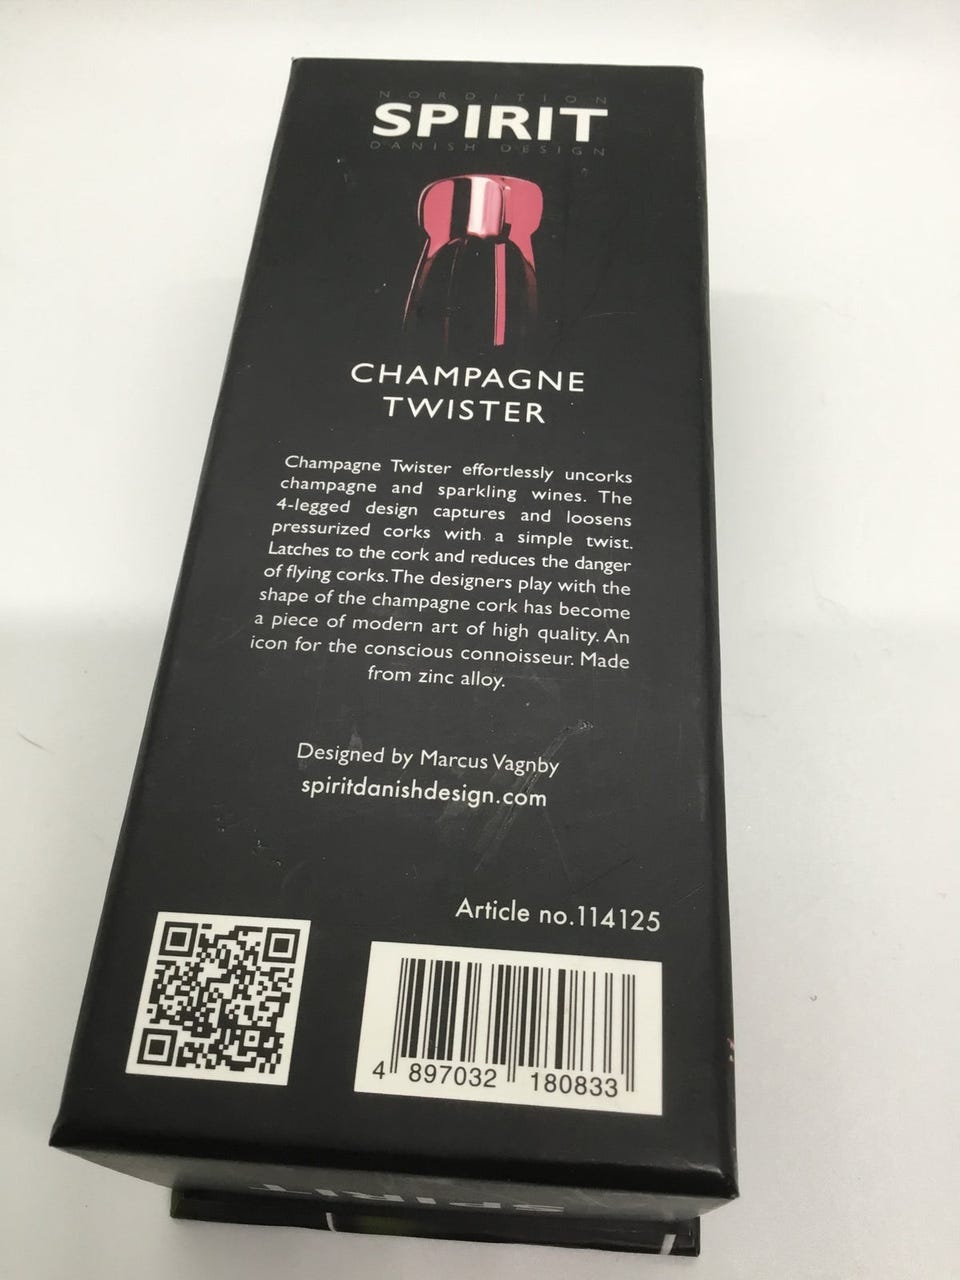 NORDITION
SPIRIT
DANISH DESIGN
CHAMPAGNE
TWISTER
Champagne Twister effortlessly uncorks
champagne and sparkling wines. The
4-legged design captures and loosens
pressurized corks with a simple twist.
Latches to the cork and reduces the danger
of flying corks. The designers play with the
shape of the champagne cork has become
a piece of modern art of high quality. An
icon for the conscious connoisseur. Made
from zinc alloy.
Designed by Marcus Vagnby
spiritdanishdesign.com
Article no.114125
4 897032 180833
SPIRIT